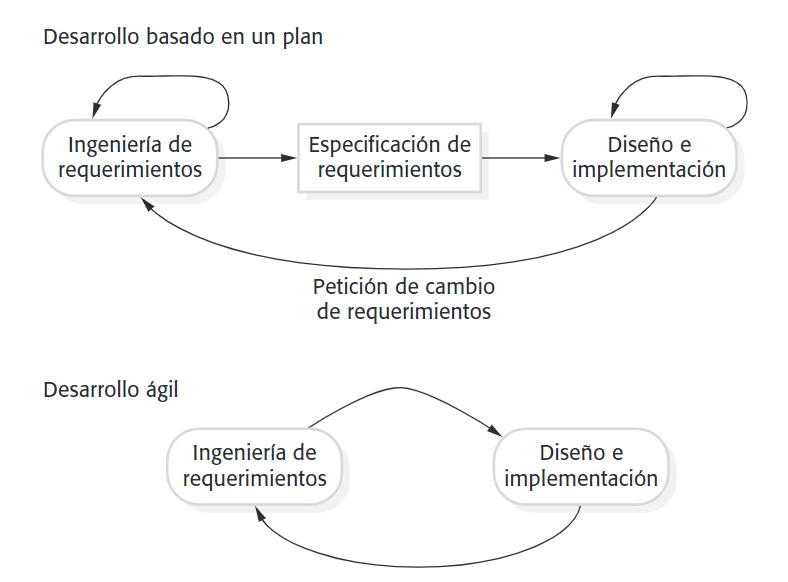 Desarrollo basado en un plan
Ingeniería de
requerimientos
Especificación de
requerimientos
Diseño e
implementación
Petición de cambio
de requerimientos
Desarrollo ágil
Ingeniería de
requerimientos
Diseño e
implementación